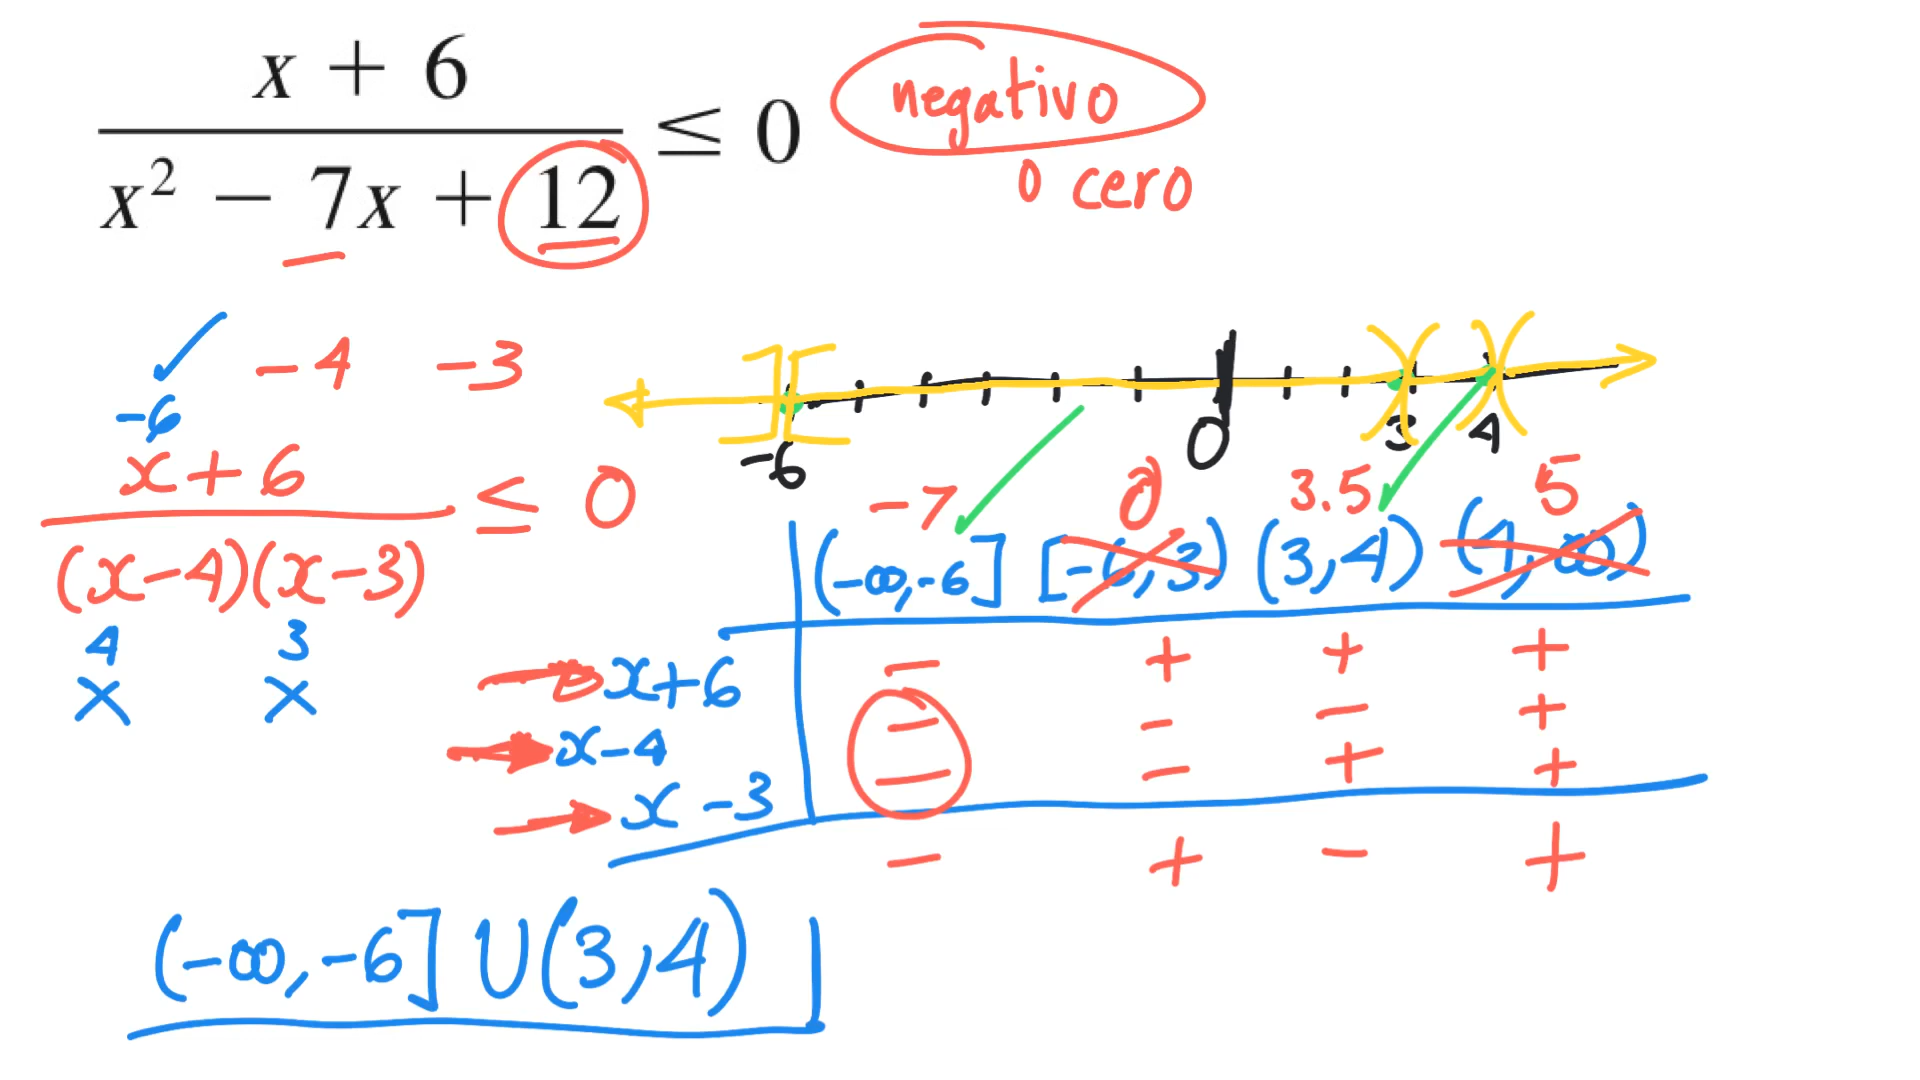 x + 6
x² − 7x + 12
≤ 0
negativo
o cero
-4 -3
-6
x+6
(x-4)(x-3)
≤ 0
4 3
-6 0 3 4
-7 0 3.5 5
(-∞,-6] [-6,3) (3,4) (4,∞)
x+6 - + + +
x-4 - - - +
x-3 - - + +
- + - +
(-∞,-6] U (3,4)